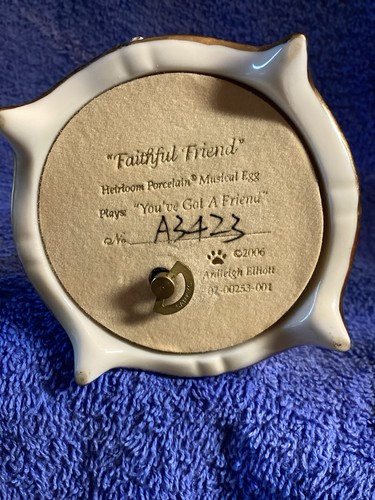 "Faithful Friend"
Heirloom Porcelain® Musical Egg
Plays: "You've Got A Friend"
No. A3423
©2006
Ardleigh Elliott
02-00253-001